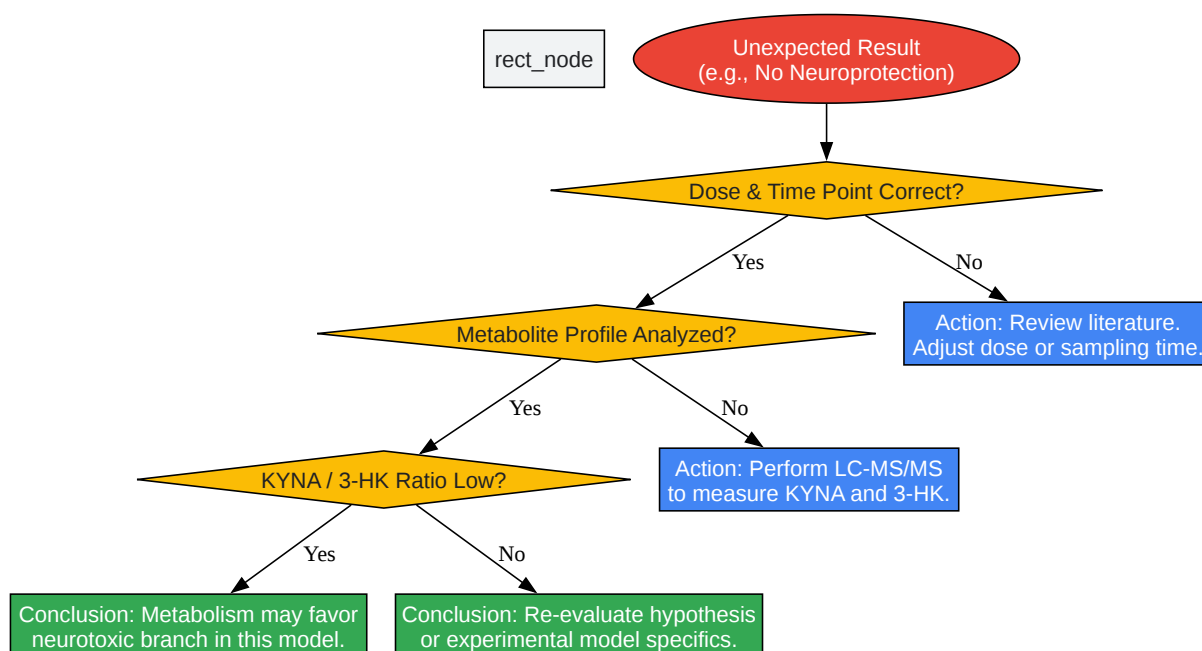 rect_node
Unexpected Result
(e.g., No Neuroprotection)
Dose & Time Point Correct?
Yes
No
Metabolite Profile Analyzed?
Action: Review literature.
Adjust dose or sampling time.
Yes
No
KYNA / 3-HK Ratio Low?
Action: Perform LC-MS/MS
to measure KYNA and 3-HK.
Yes
No
Conclusion: Metabolism may favor
neurotoxic branch in this model.
Conclusion: Re-evaluate hypothesis
or experimental model specifics.